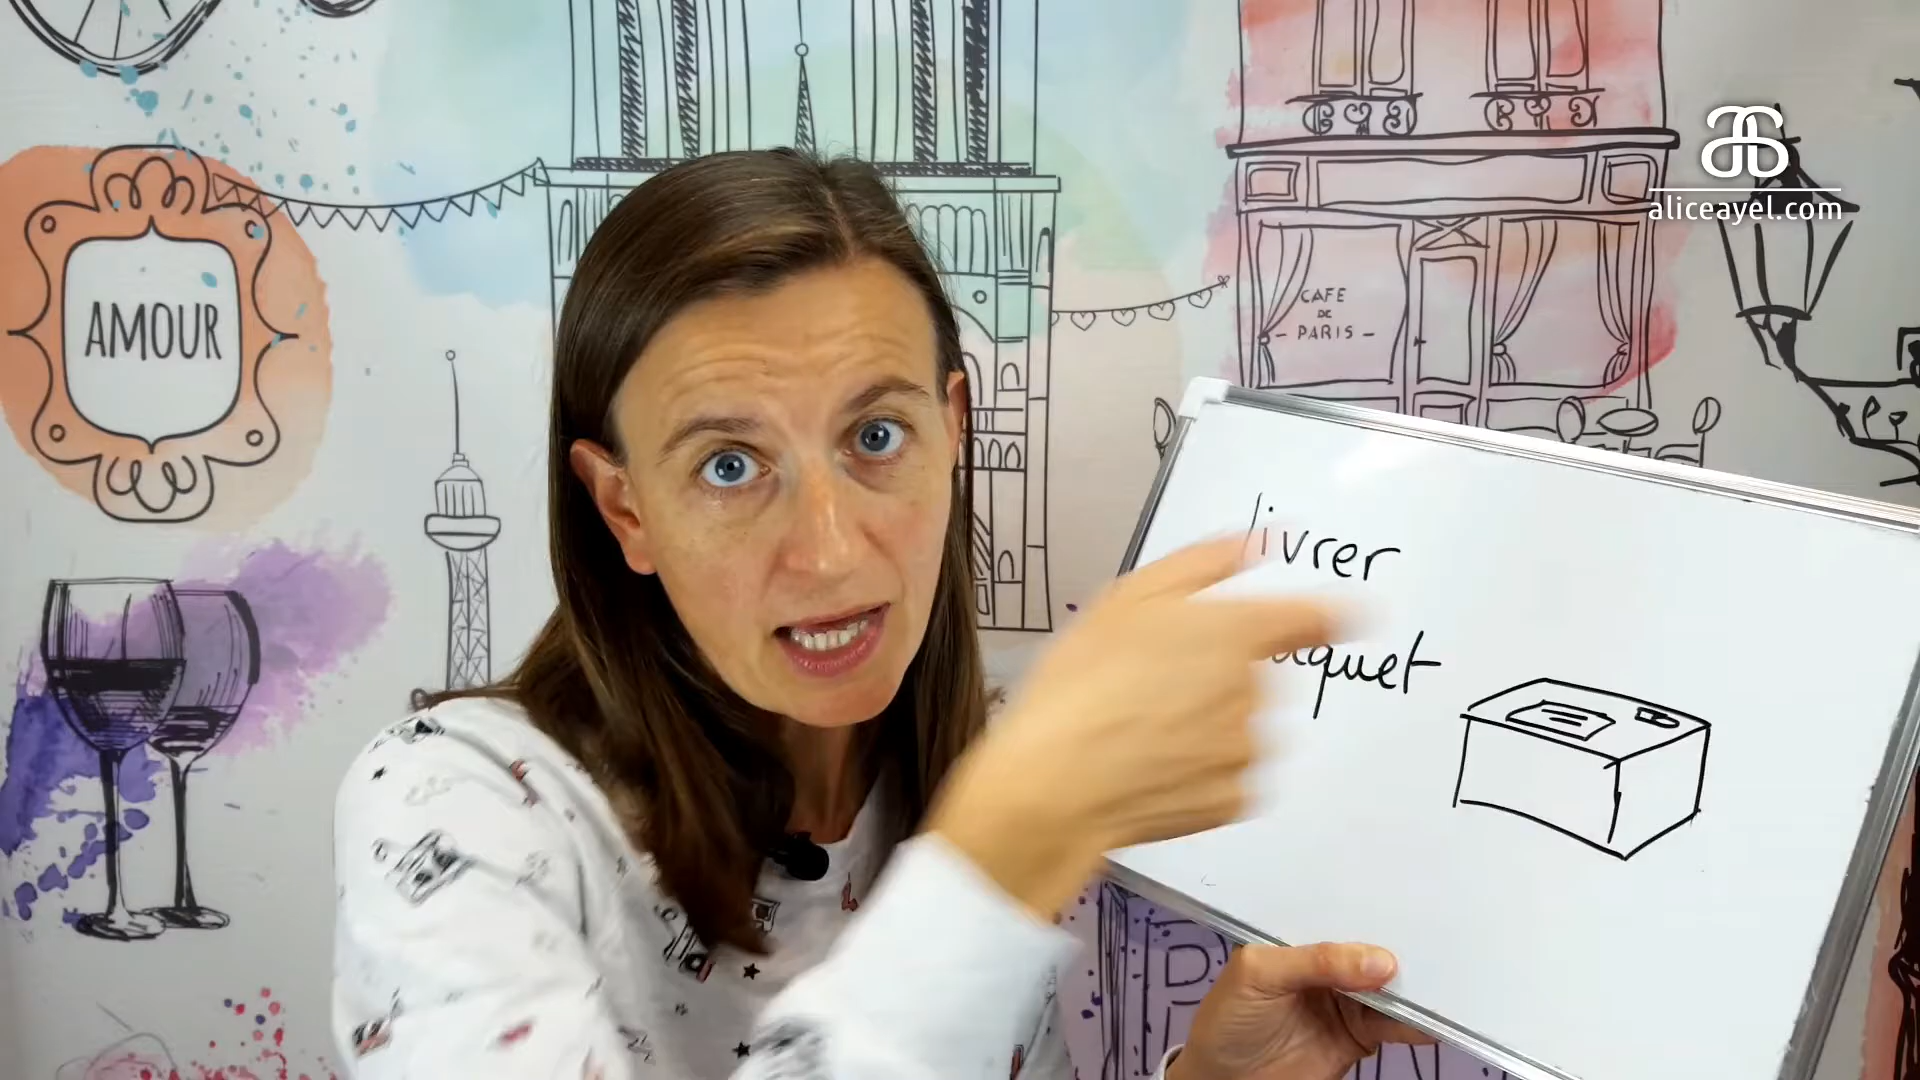 AMOUR
CAFE
DE
– PARIS –
aliceayel.com
livrer